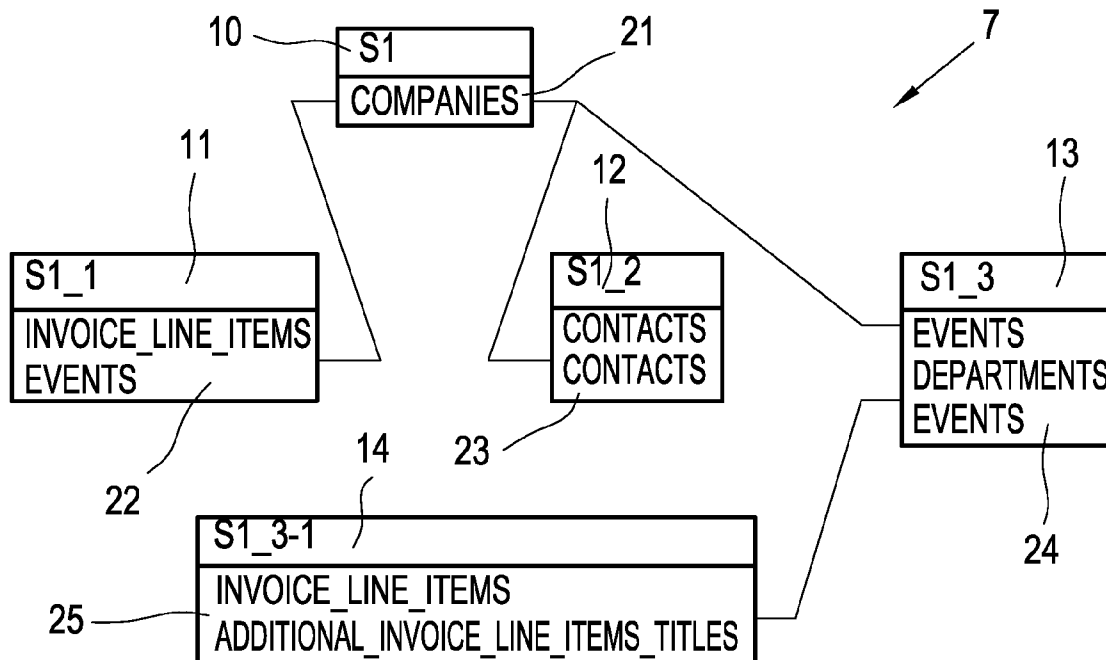 10
S1
21
7
COMPANIES
11
12
13
S1_1
S1_2
S1_3
INVOICE_LINE_ITEMS
EVENTS
CONTACTS
CONTACTS
EVENTS
DEPARTMENTS
EVENTS
22
14
23
24
S1_3-1
25
INVOICE_LINE_ITEMS
ADDITIONAL_INVOICE_LINE_ITEMS_TITLES